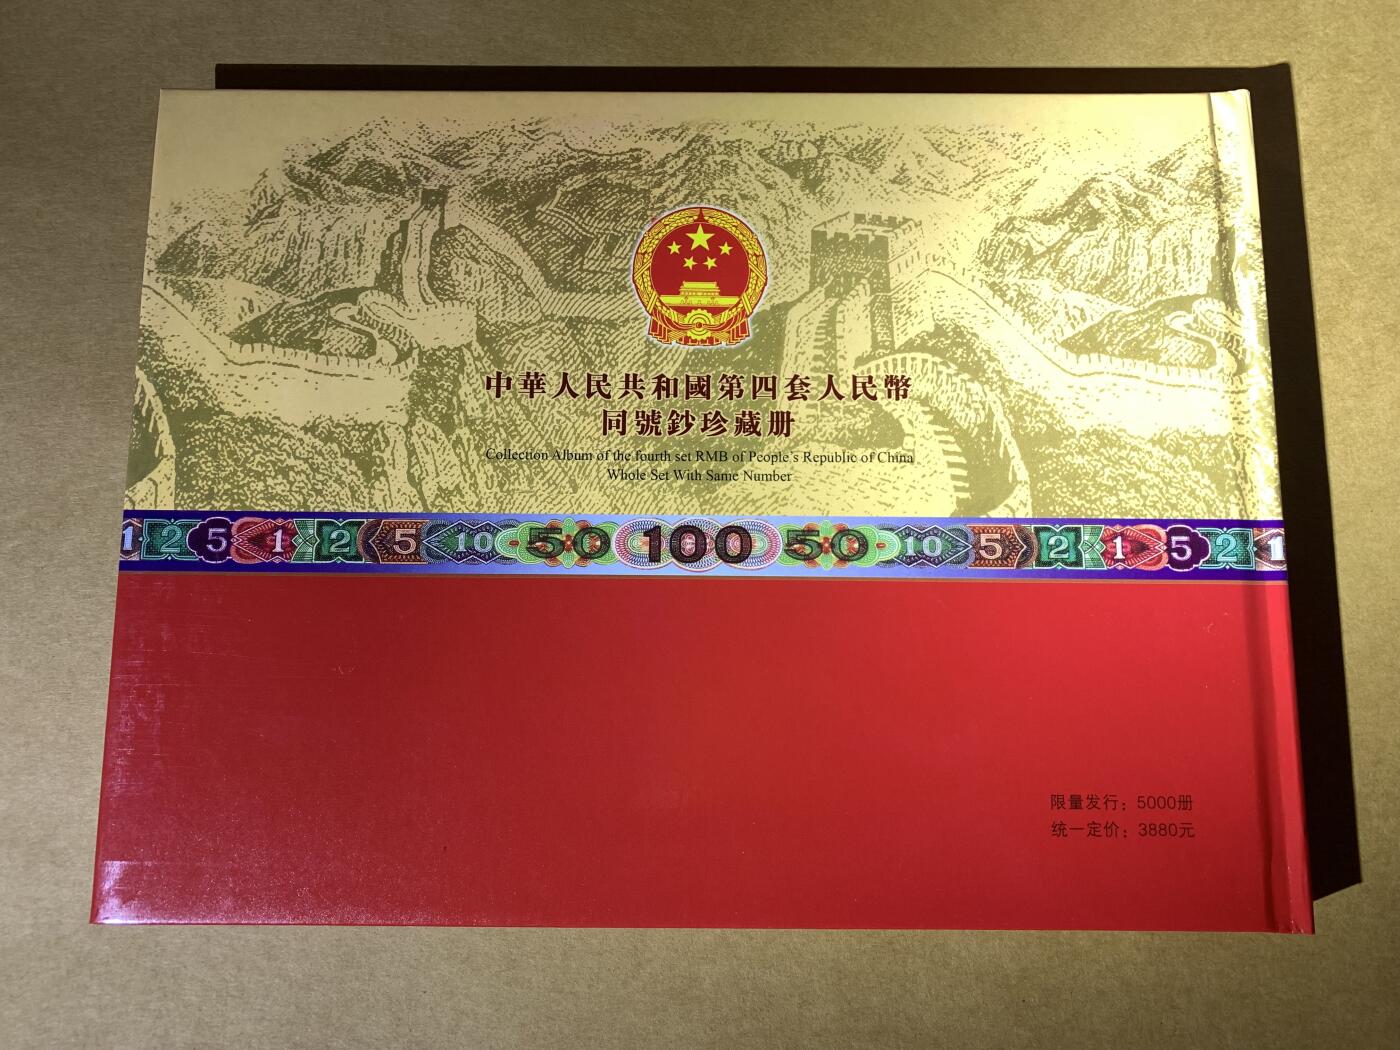 中華人民共和國第四套人民幣
同號鈔珍藏册
Collection Album of the fourth set RMB of People's Republic of China
Whole Set With Same Number
1 2 5 1 2 5 10 50 100 50 10 5 2 1 5 2 1
限量发行：5000册
统一定价：3880元